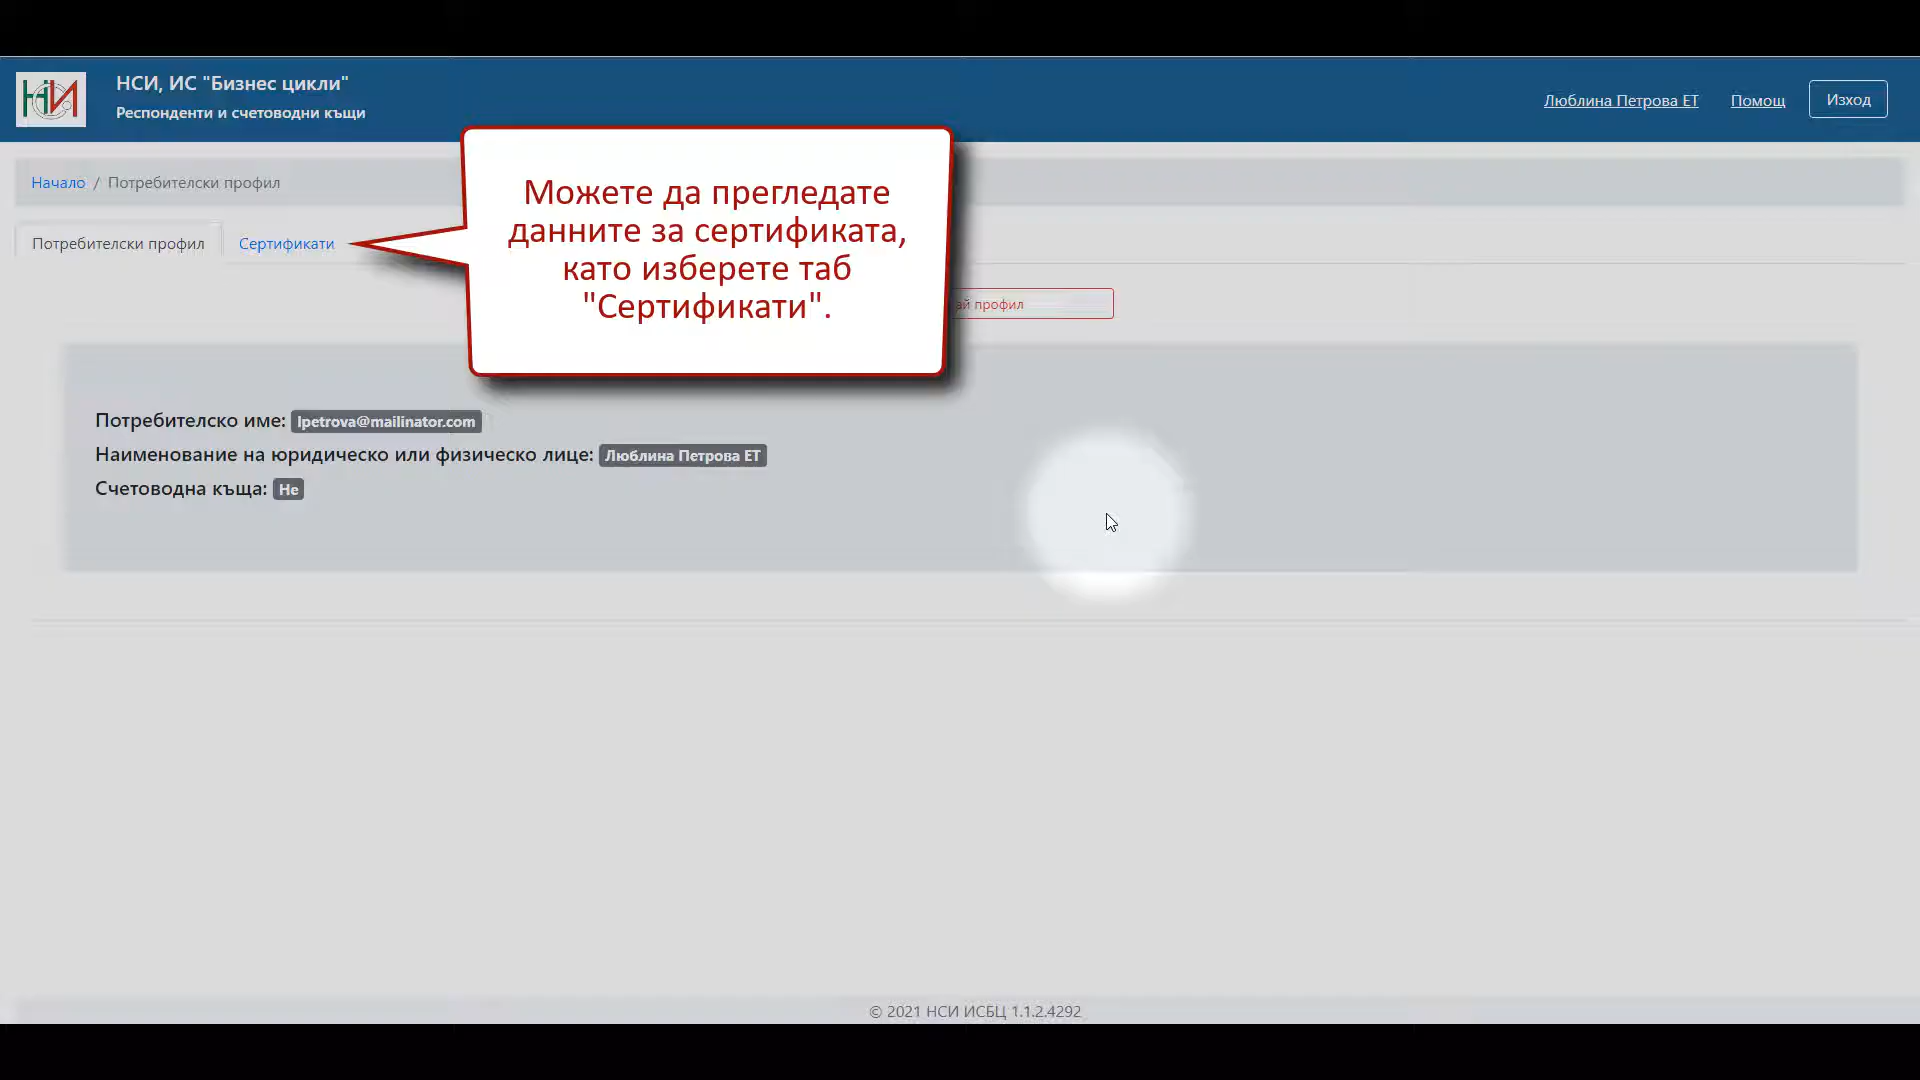 НСИ
НСИ, ИС "Бизнес цикли"
Респонденти и счетоводни къщи
Люблина Петрова ЕТ
Помощ
Изход
Начало / Потребителски профил
Потребителски профил
Сертификати
Можете да прегледате
данните за сертификата,
като изберете таб
"Сертификати".
профил
Потребителско име: lpetrova@mailinator.com
Наименование на юридическо или физическо лице: Люблина Петрова ЕТ
Счетоводна къща: Не
© 2021 НСИ ИСБЦ 1.1.2.4292